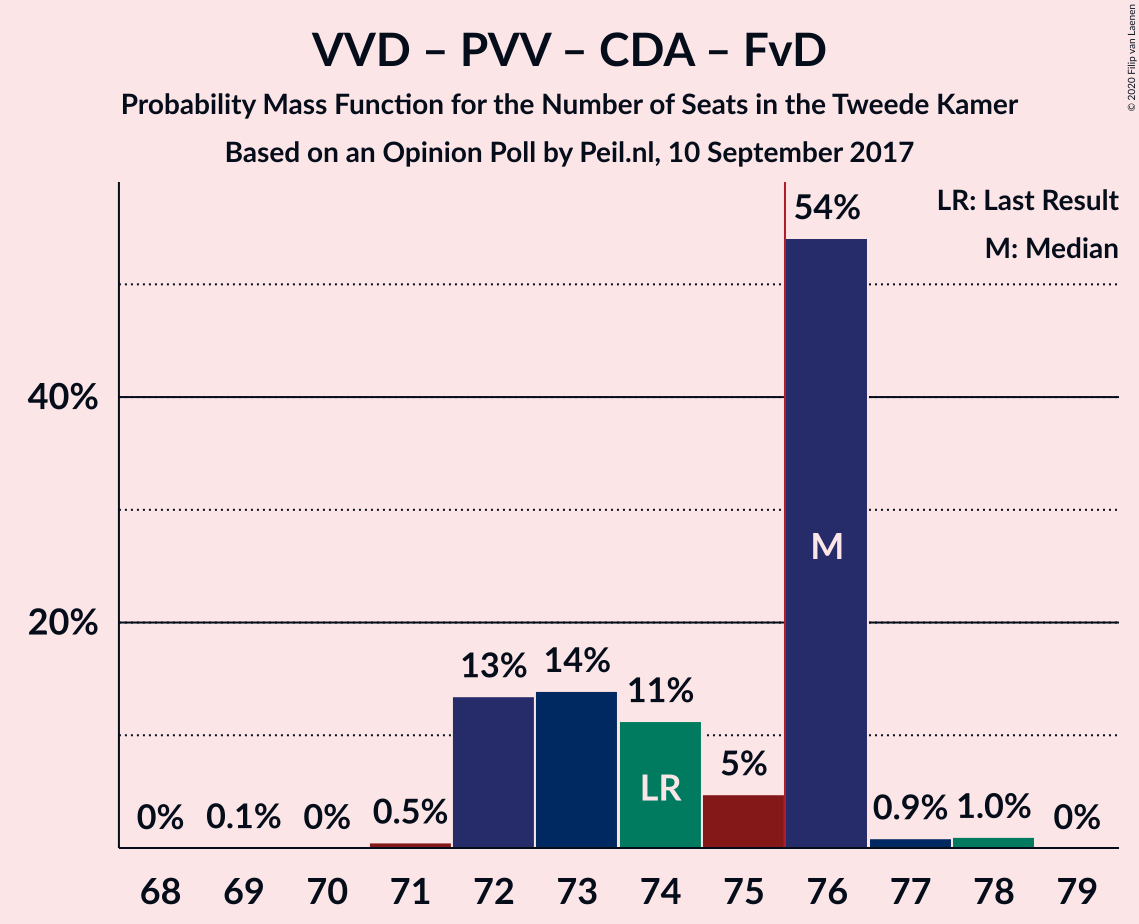 VVD – PVV – CDA – FvD
Probability Mass Function for the Number of Seats in the Tweede Kamer
Based on an Opinion Poll by Peil.nl, 10 September 2017
© 2020 Filip van Laenen
LR: Last Result
M: Median
40%
20%
0%
0.1%
0%
0.5%
13%
14%
11%
5%
54%
0.9%
1.0%
0%
LR
M
68 69 70 71 72 73 74 75 76 77 78 79